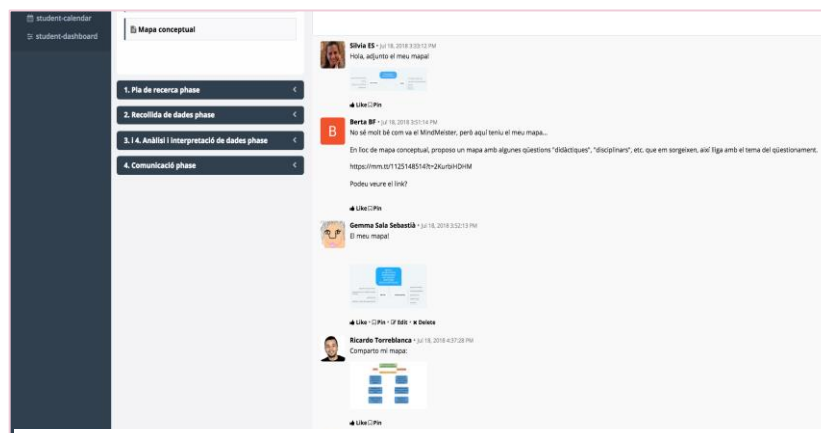 student-calendar
student-dashboard
Mapa conceptual
1. Pla de recerca phase
2. Recollida de dades phase
3. i 4. Anàlisi i interpretació de dades phase
4. Comunicació phase
Silvia ES • Jul 18, 2018 3:33:12 PM
Hola, adjunto el meu mapa!
Like Pin
B
Berta BF • Jul 18, 2018 3:51:14 PM
No sé molt bé com va el MindMeister, però aquí teniu el meu mapa...
En lloc de mapa conceptual, proposo un mapa amb algunes qüestions "didàctiques", "disciplinars", etc. que em sorgeixen, així lliga amb el tema del qüestionament.
https://mm.tt/1125148514?t=2KurbiHDHM
Podeu veure el link?
Like Pin
Gemma Sala Sebastià • Jul 18, 2018 3:52:13 PM
El meu mapa!
Like • Pin • Edit • Delete
Ricardo Torreblanca • Jul 18, 2018 4:37:28 PM
Comparto mi mapa:
Like Pin